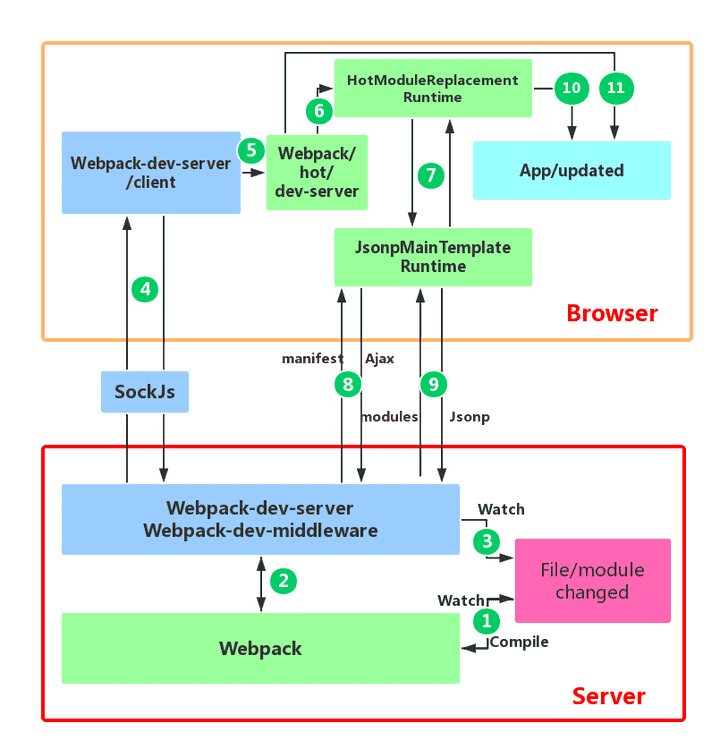 HotModuleReplacement
Runtime
10
11
6
5
Webpack-dev-server
/client
Webpack/
hot/
dev-server
7
App/updated
JsonpMainTemplate
Runtime
4
Browser
manifest
Ajax
8
9
SockJs
modules
Jsonp
Webpack-dev-server
Webpack-dev-middleware
Watch
3
File/module
changed
2
Watch
1
Compile
Webpack
Server